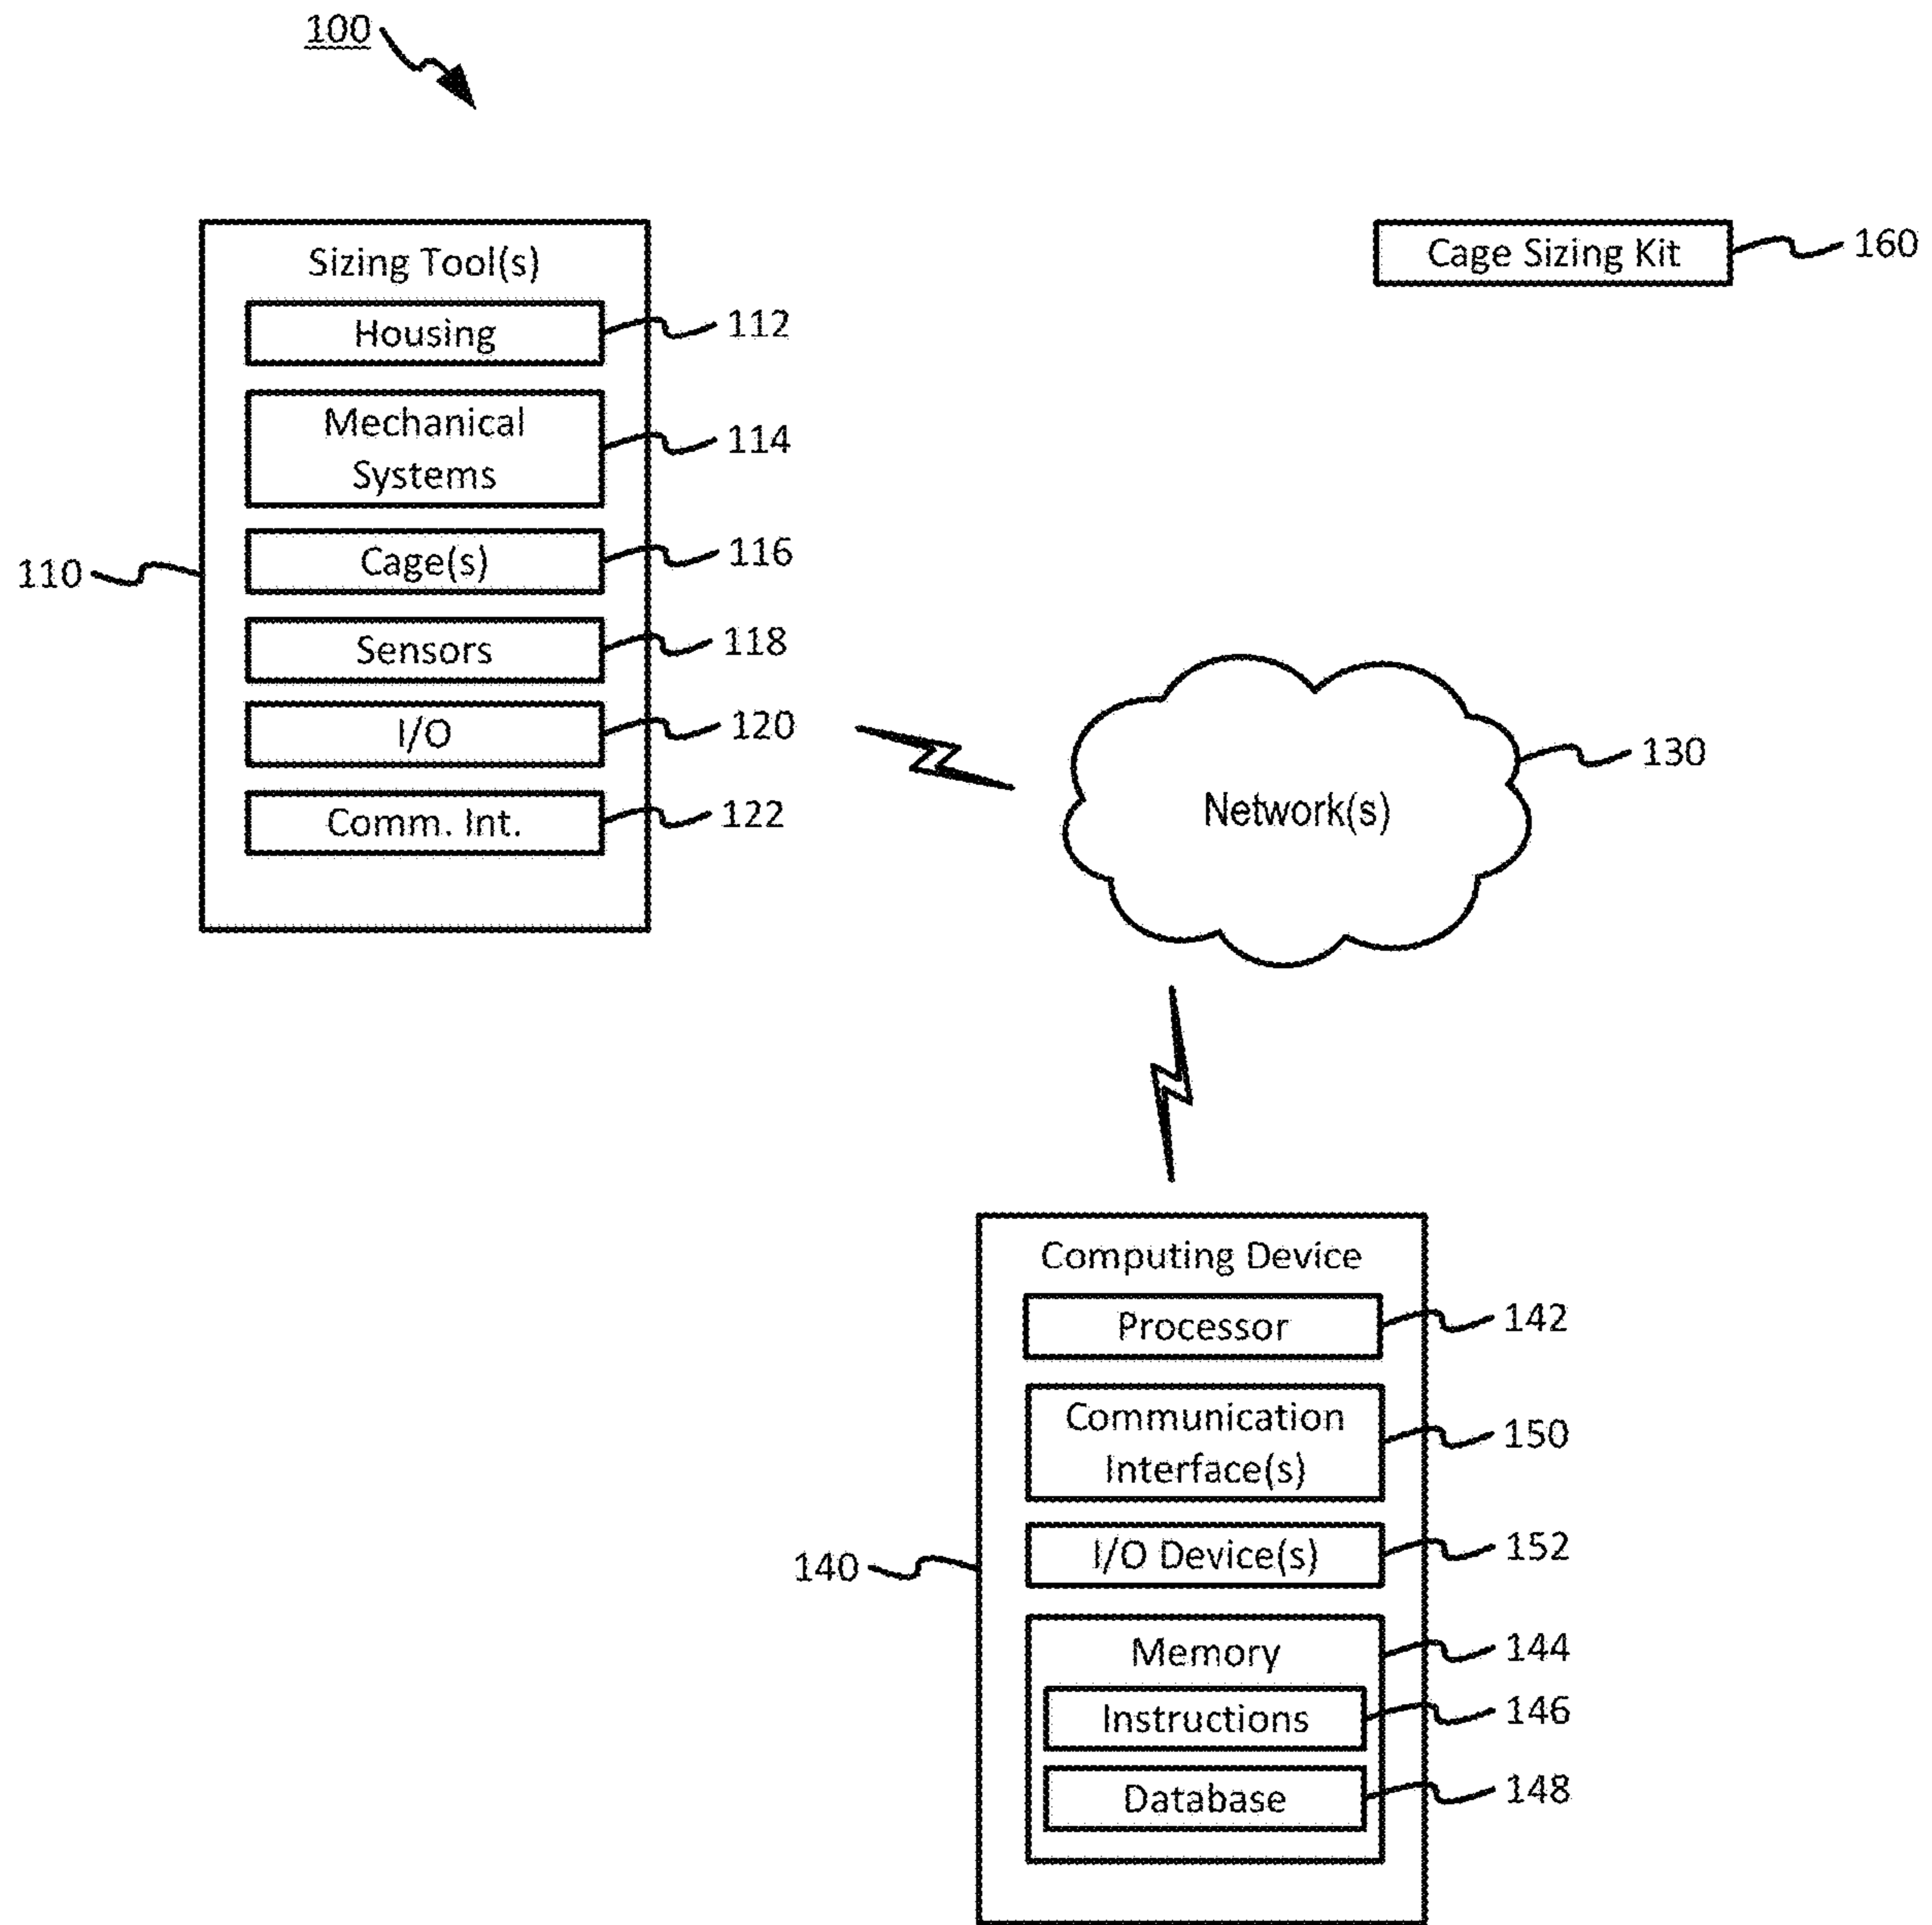 100
Sizing Tool(s)
Housing
112
Mechanical
Systems
114
Cage(s)
116
110
Sensors
118
I/O
120
Comm. Int.
122
Cage Sizing Kit
160
Network(s)
130
Computing Device
Processor
142
Communication
Interface(s)
150
I/O Device(s)
152
140
Memory
144
Instructions
146
Database
148